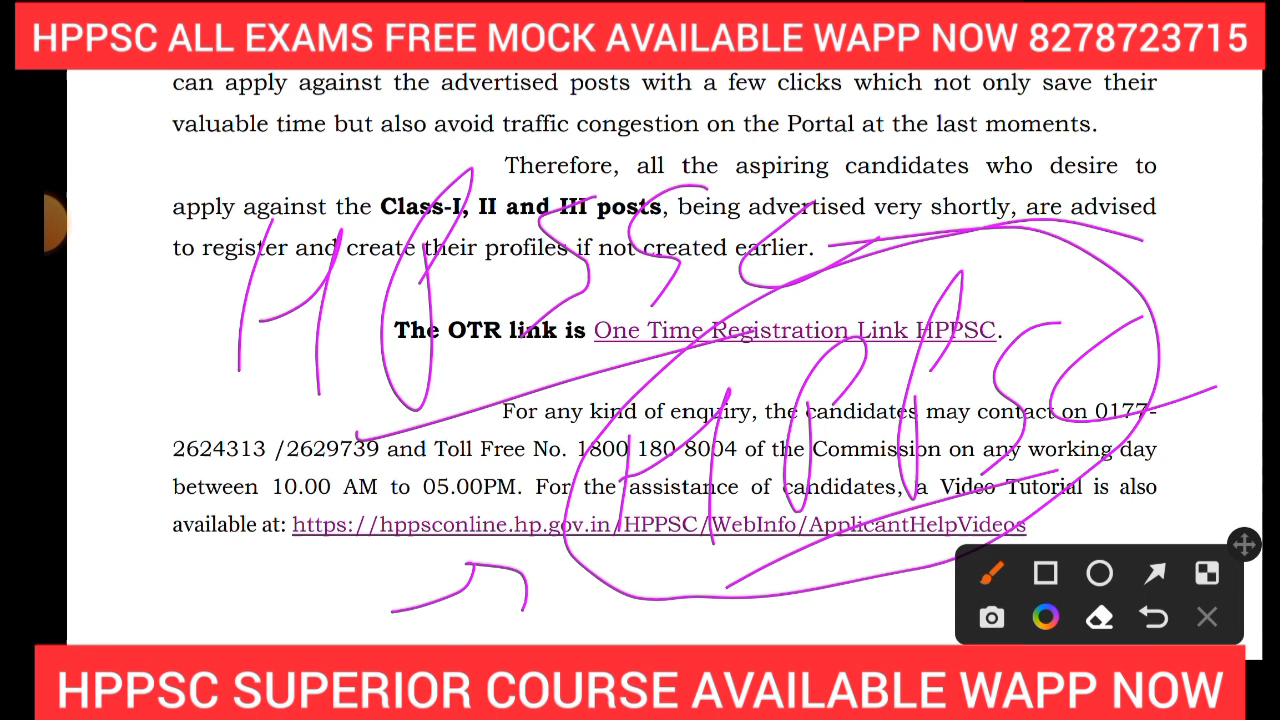 HPPSC ALL EXAMS FREE MOCK AVAILABLE WAPP NOW 8278723715
can apply against the advertised posts with a few clicks which not only save their
valuable time but also avoid traffic congestion on the Portal at the last moments.
Therefore, all the aspiring candidates who desire to
apply against the Class-I, II and III posts, being advertised very shortly, are advised
to register and create their profiles if not created earlier.
HPSSC
The OTR link is One Time Registration Link HPPSC.
HPPSC
For any kind of enquiry, the candidates may contact on 0177-
2624313 /2629739 and Toll Free No. 1800 180 8004 of the Commission on any working day
between 10.00 AM to 05.00PM. For the assistance of candidates, a Video Tutorial is also
available at: https://hppsconline.hp.gov.in/HPPSC/WebInfo/ApplicantHelpVideos
HPPSC SUPERIOR COURSE AVAILABLE WAPP NOW